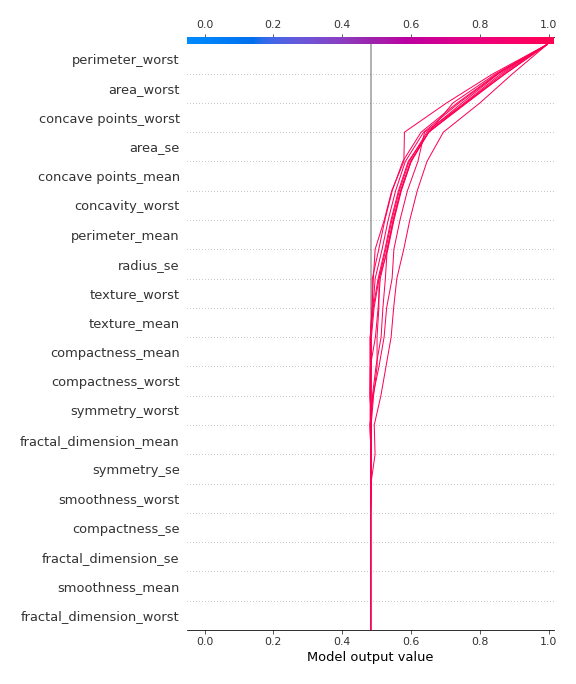 0.0 0.2 0.4 0.6 0.8 1.0
perimeter_worst
area_worst
concave points_worst
area_se
concave points_mean
concavity_worst
perimeter_mean
radius_se
texture_worst
texture_mean
compactness_mean
compactness_worst
symmetry_worst
fractal_dimension_mean
symmetry_se
smoothness_worst
compactness_se
fractal_dimension_se
smoothness_mean
fractal_dimension_worst
0.0 0.2 0.4 0.6 0.8 1.0
Model output value